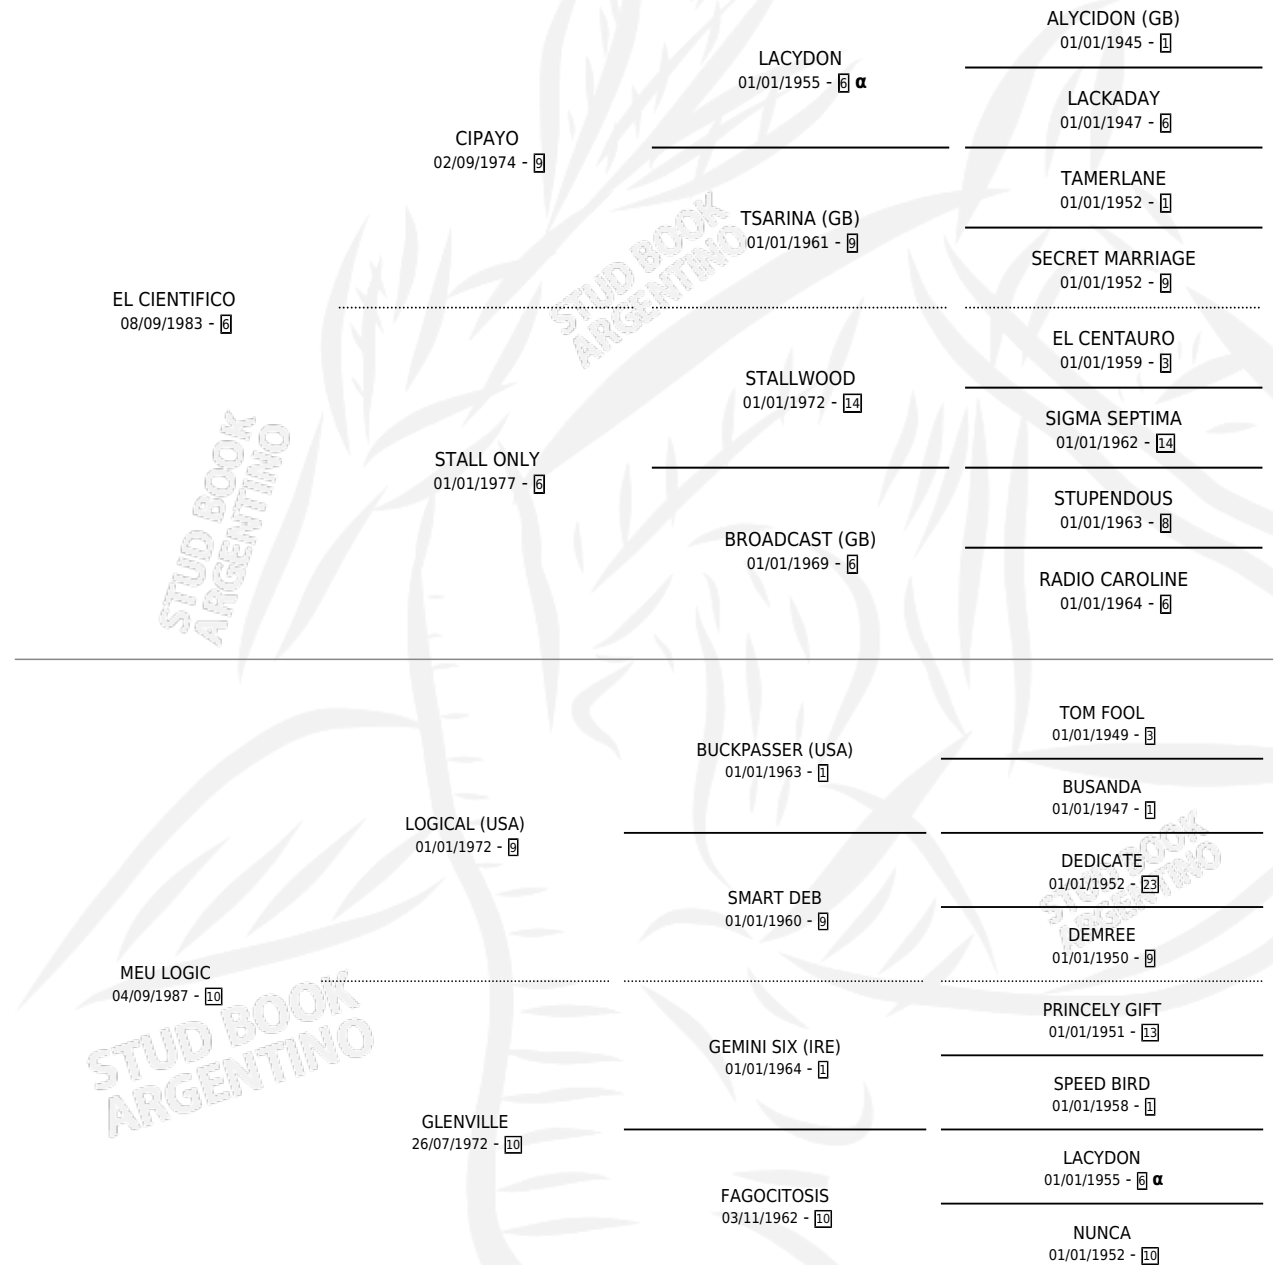 ALYCIDON (GB)
01/01/1945 - 1
LACYDON
01/01/1955 - 6 α
LACKADAY
01/01/1947 - 6
CIPAYO
02/09/1974 - 9
TAMERLANE
01/01/1952 - 1
TSARINA (GB)
01/01/1961 - 9
SECRET MARRIAGE
01/01/1952 - 9
EL CIENTIFICO
08/09/1983 - 6
EL CENTAURO
01/01/1959 - 3
STALLWOOD
01/01/1972 - 14
SIGMA SEPTIMA
01/01/1962 - 14
STALL ONLY
01/01/1977 - 6
STUPENDOUS
01/01/1963 - 8
BROADCAST (GB)
01/01/1969 - 6
RADIO CAROLINE
01/01/1964 - 6
TOM FOOL
01/01/1949 - 3
BUCKPASSER (USA)
01/01/1963 - 1
BUSANDA
01/01/1947 - 1
LOGICAL (USA)
01/01/1972 - 9
DEDICATE
01/01/1952 - 23
SMART DEB
01/01/1960 - 9
DEMREE
01/01/1950 - 9
MEU LOGIC
04/09/1987 - 10
PRINCELY GIFT
01/01/1951 - 13
GEMINI SIX (IRE)
01/01/1964 - 1
SPEED BIRD
01/01/1958 - 1
GLENVILLE
26/07/1972 - 10
LACYDON
01/01/1955 - 6 α
FAGOCITOSIS
03/11/1962 - 10
NUNCA
01/01/1952 - 10
STUD BOOK
ARGENTINO
STUD BOOK
ARGENTINO
STUD BOOK
ARGENTINO
STUD BOOK
ARGENTINO